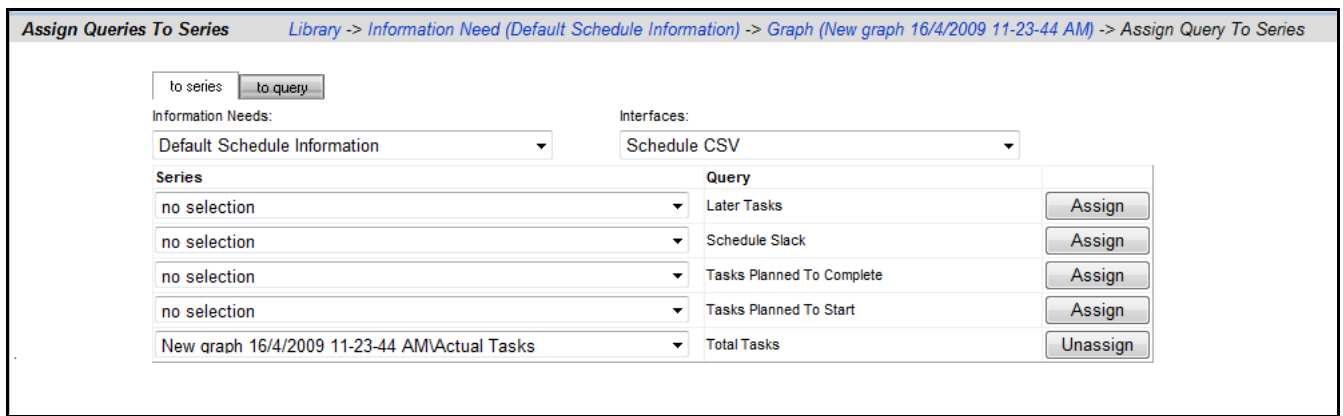 Assign Queries To Series Library -> Information Need (Default Schedule Information) -> Graph (New graph 16/4/2009 11-23-44 AM) -> Assign Query To Series
to series to query
Information Needs: Interfaces:
Default Schedule Information Schedule CSV
Series Query
no selection Later Tasks Assign
no selection Schedule Slack Assign
no selection Tasks Planned To Complete Assign
no selection Tasks Planned To Start Assign
New graph 16/4/2009 11-23-44 AM\Actual Tasks Total Tasks Unassign